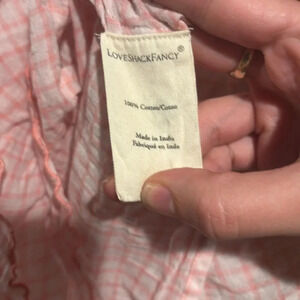 LOVESHACKFANCY®
100% Cotton/Coton
Made in India
Fabriqué en Inde